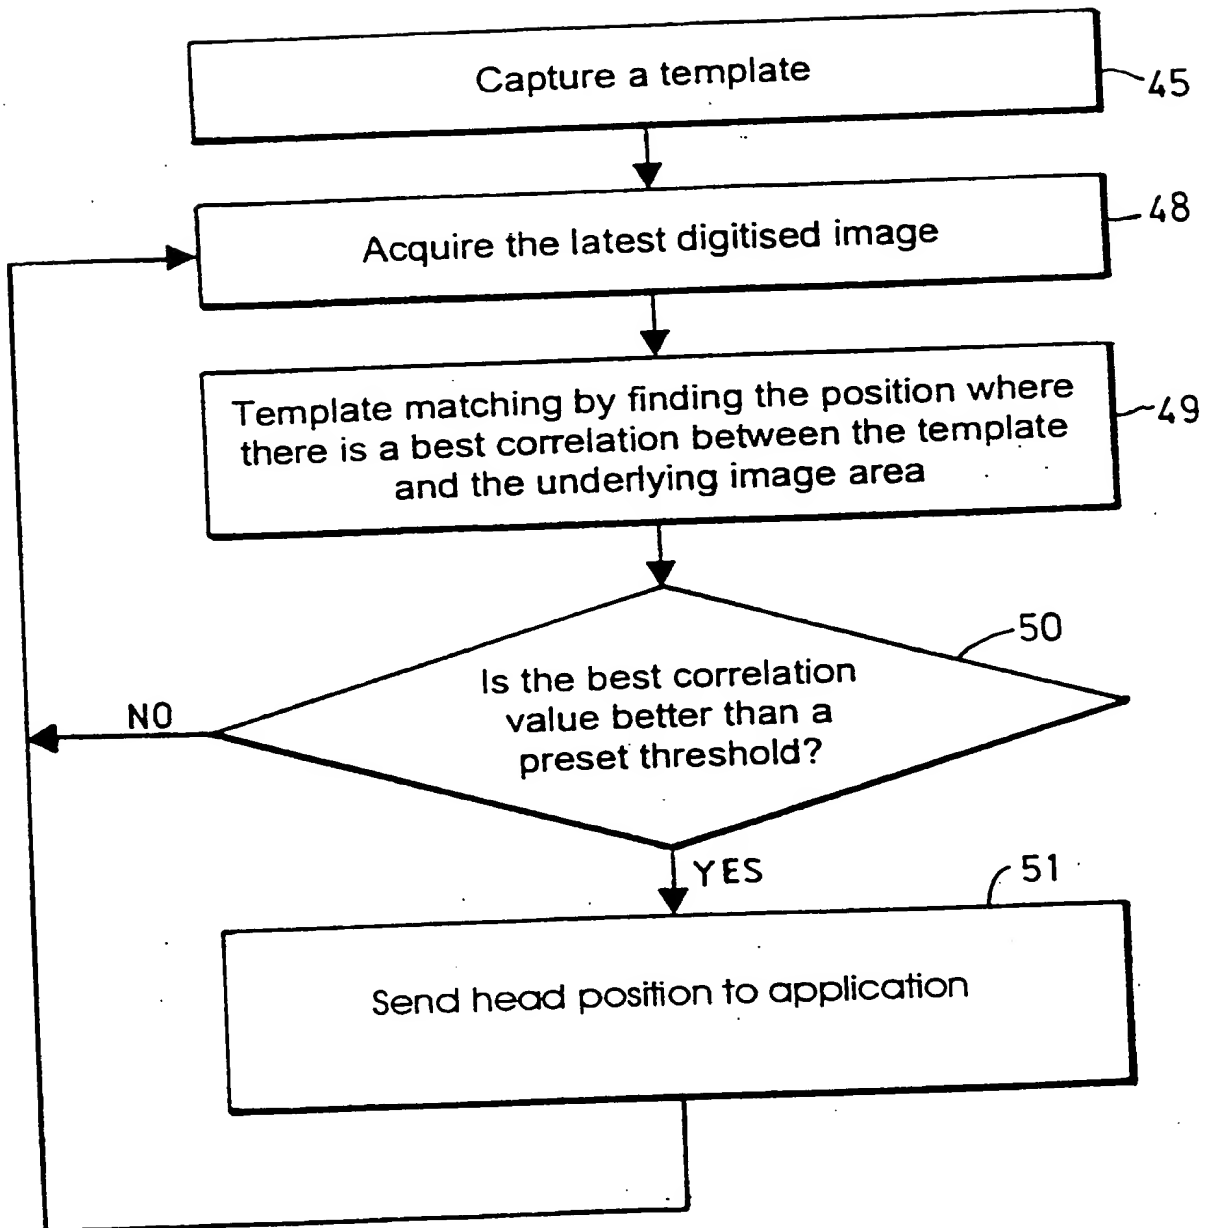 Capture a template
45
Acquire the latest digitised image
48
Template matching by finding the position where
there is a best correlation between the template
and the underlying image area
49
50
Is the best correlation
value better than a
preset threshold?
NO
YES
51
Send head position to application